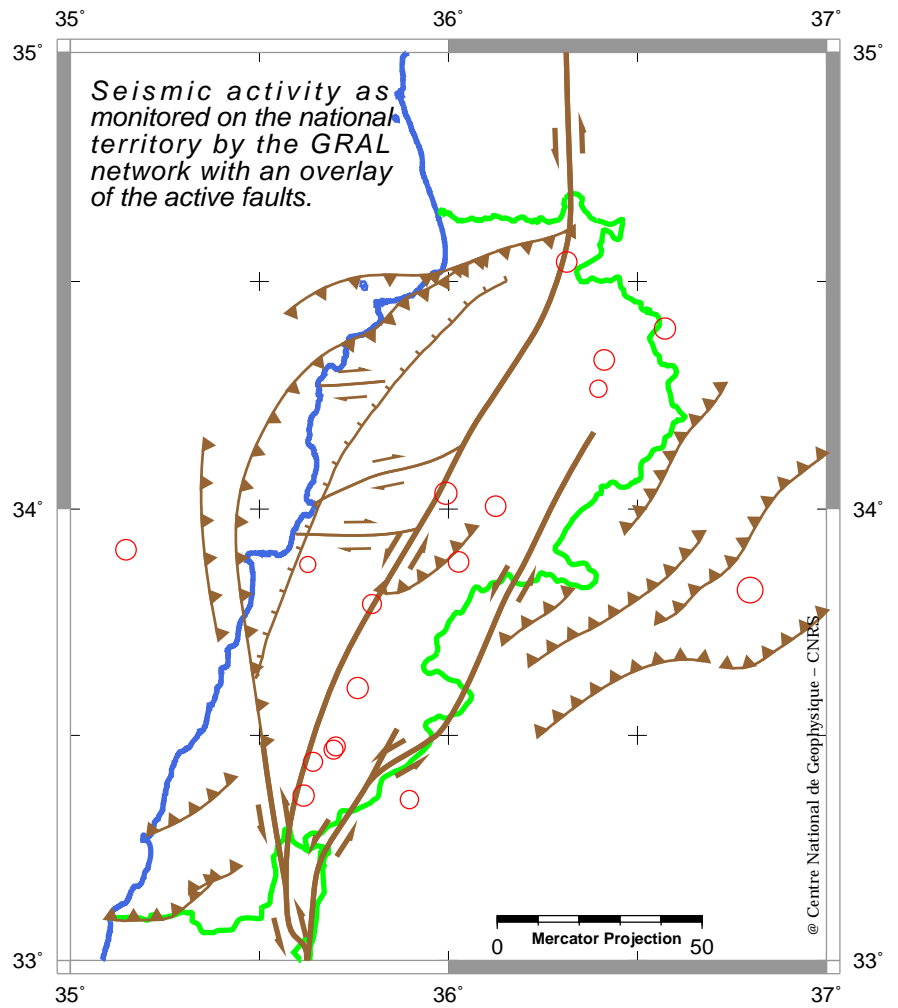 35°
36°
37°
35°
35°
Seismic activity as
monitored on the national
territory by the GRAL
network with an overlay
of the active faults.
34°
34°
@ Centre National de Geophysique – CNRS
Mercator Projection
0
50
33°
33°
35°
36°
37°